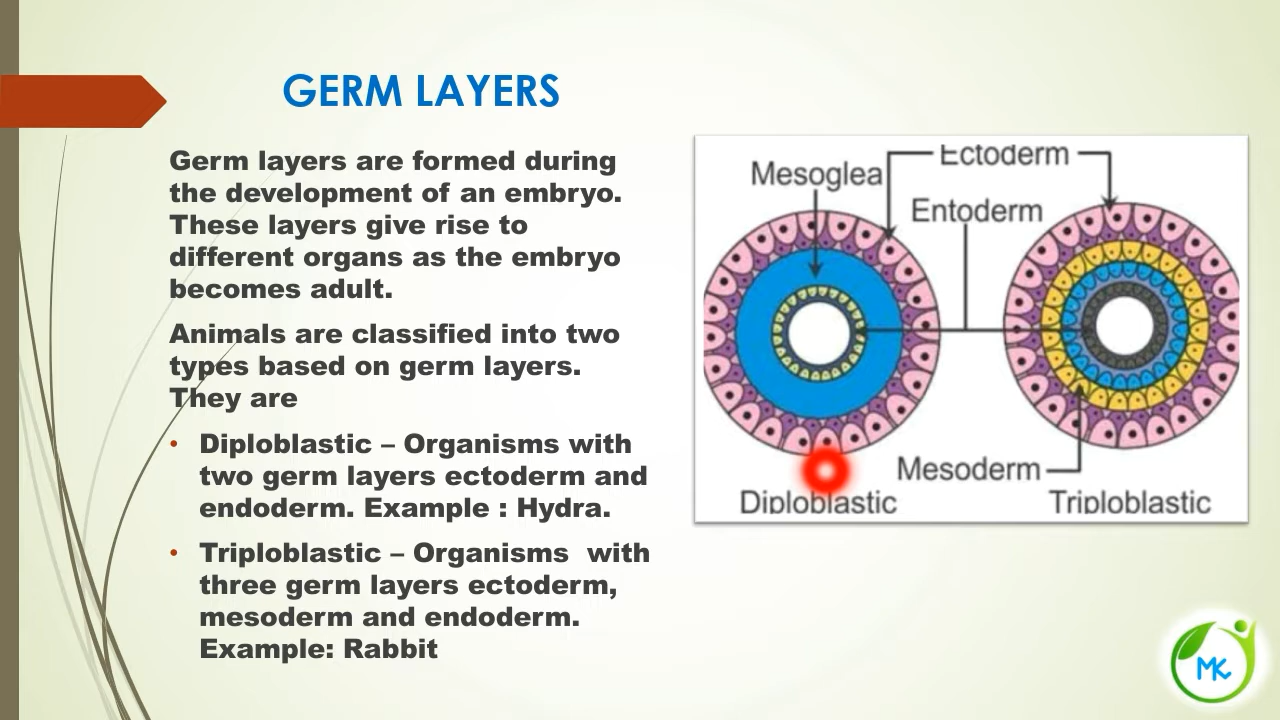 GERM LAYERS
Germ layers are formed during
the development of an embryo.
These layers give rise to
different organs as the embryo
becomes adult.
Animals are classified into two
types based on germ layers.
They are
• Diploblastic – Organisms with
two germ layers ectoderm and
endoderm. Example : Hydra.
• Triploblastic – Organisms  with
three germ layers ectoderm,
mesoderm and endoderm.
Example: Rabbit
Ectoderm
Mesoglea
Entoderm
Mesoderm
Diploblastic
Triploblastic
MK